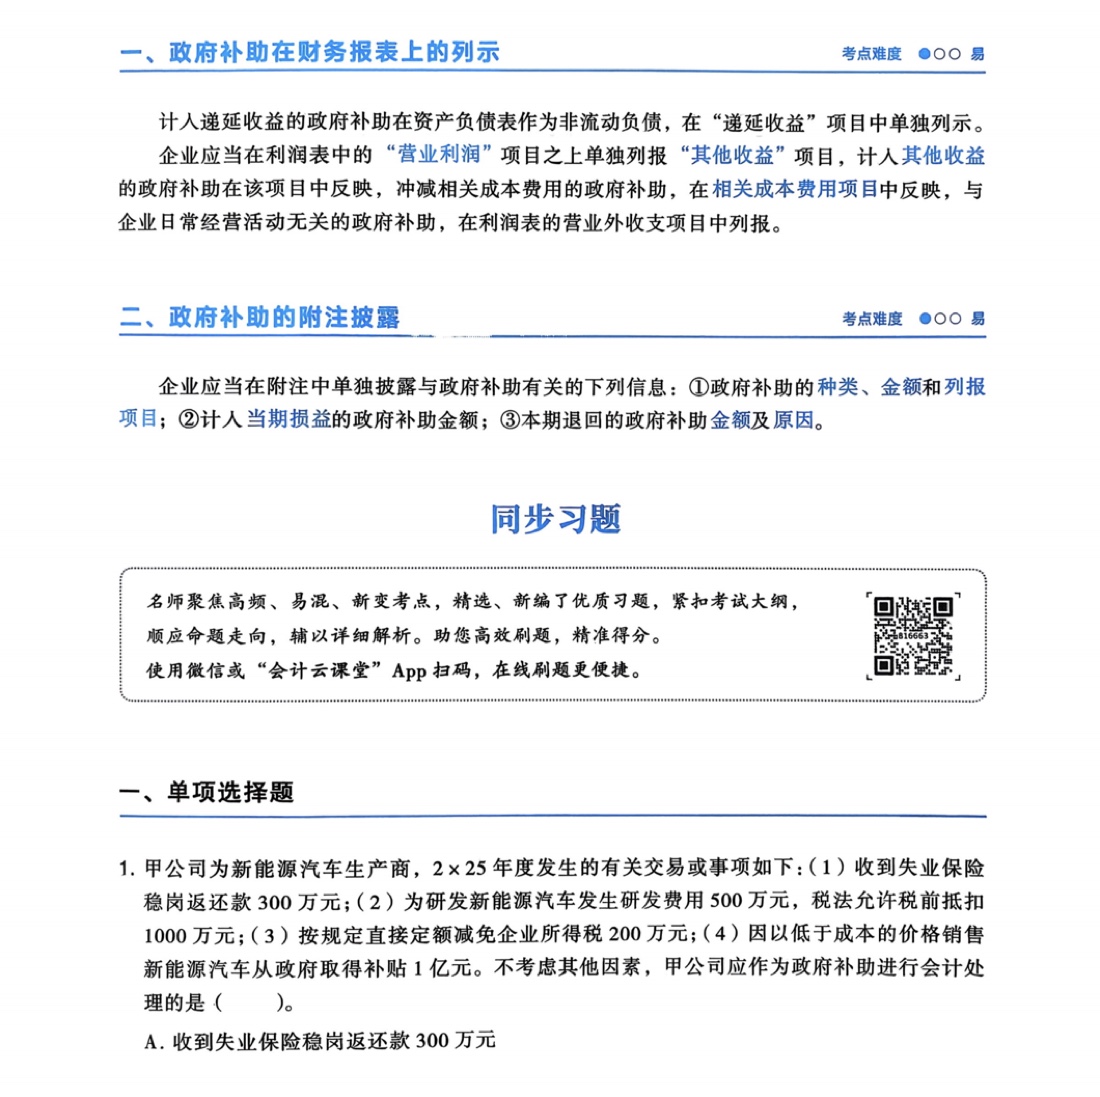 一、政府补助在财务报表上的列示
考点难度 ●○○ 易
计入递延收益的政府补助在资产负债表作为非流动负债，在“递延收益”项目中单独列示。
企业应当在利润表中的“营业利润”项目之上单独列报“其他收益”项目，计入其他收益
的政府补助在该项目中反映，冲减相关成本费用的政府补助，在相关成本费用项目中反映，与
企业日常经营活动无关的政府补助，在利润表的营业外收支项目中列报。
二、政府补助的附注披露
考点难度 ●○○ 易
企业应当在附注中单独披露与政府补助有关的下列信息：①政府补助的种类、金额和列报
项目；②计入当期损益的政府补助金额；③本期退回的政府补助金额及原因。
同步习题
名师聚焦高频、易混、新变考点，精选、新编了优质习题，紧扣考试大纲，
顺应命题走向，辅以详细解析。助您高效刷题，精准得分。
使用微信或“会计云课堂”App 扫码，在线刷题更便捷。
816663
一、单项选择题
1. 甲公司为新能源汽车生产商，2×25 年度发生的有关交易或事项如下：（1）收到失业保险
稳岗返还款 300 万元；（2）为研发新能源汽车发生研发费用 500 万元，税法允许税前抵扣
1000 万元；（3）按规定直接定额减免企业所得税 200 万元；（4）因以低于成本的价格销售
新能源汽车从政府取得补贴 1 亿元。不考虑其他因素，甲公司应作为政府补助进行会计处
理的是（　　）。
A. 收到失业保险稳岗返还款 300 万元